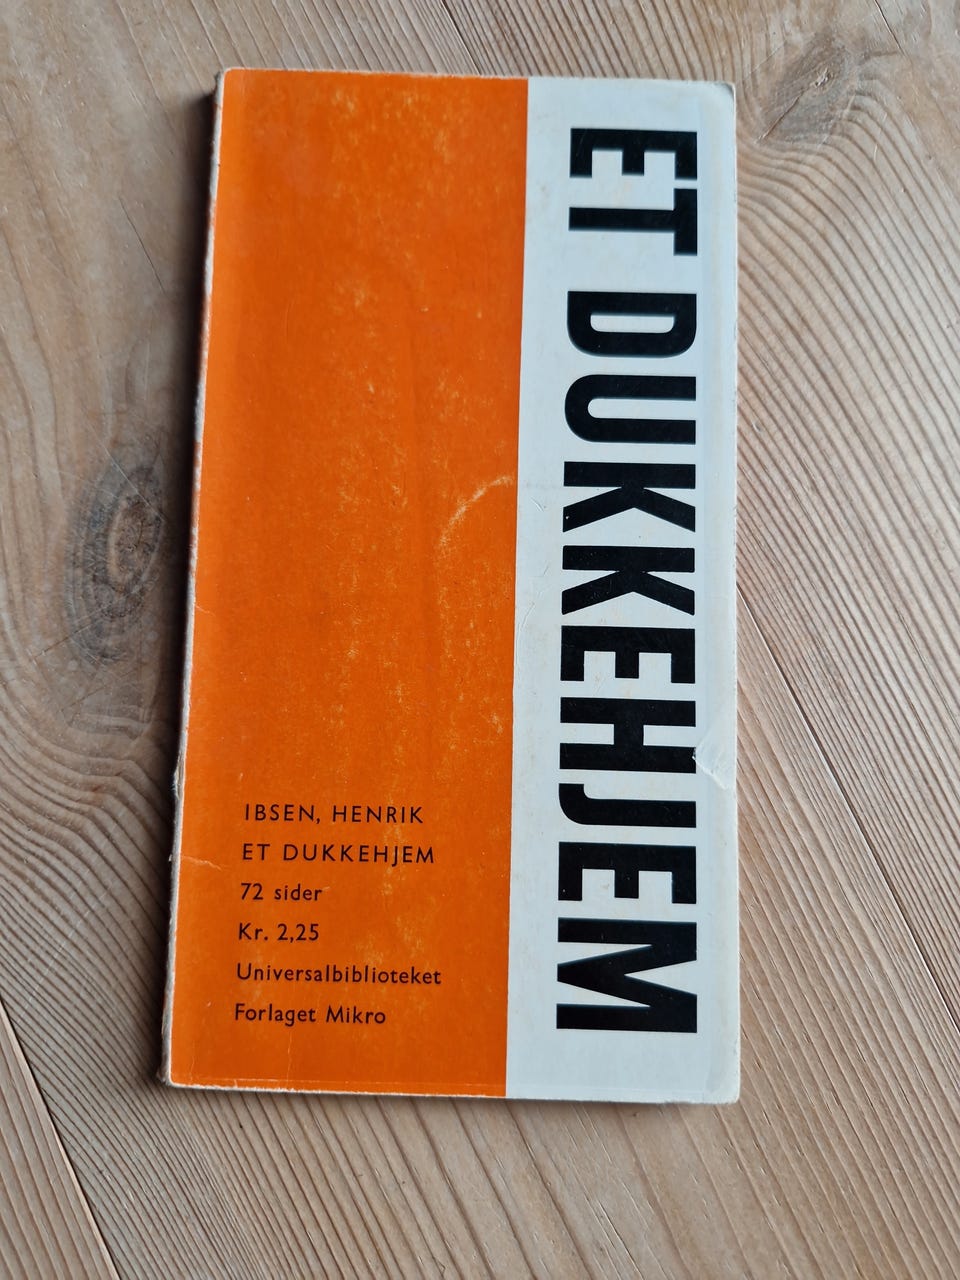 ET DUKKEHJEM
IBSEN, HENRIK
ET DUKKEHJEM
72 sider
Kr. 2,25
Universalbiblioteket
Forlaget Mikro